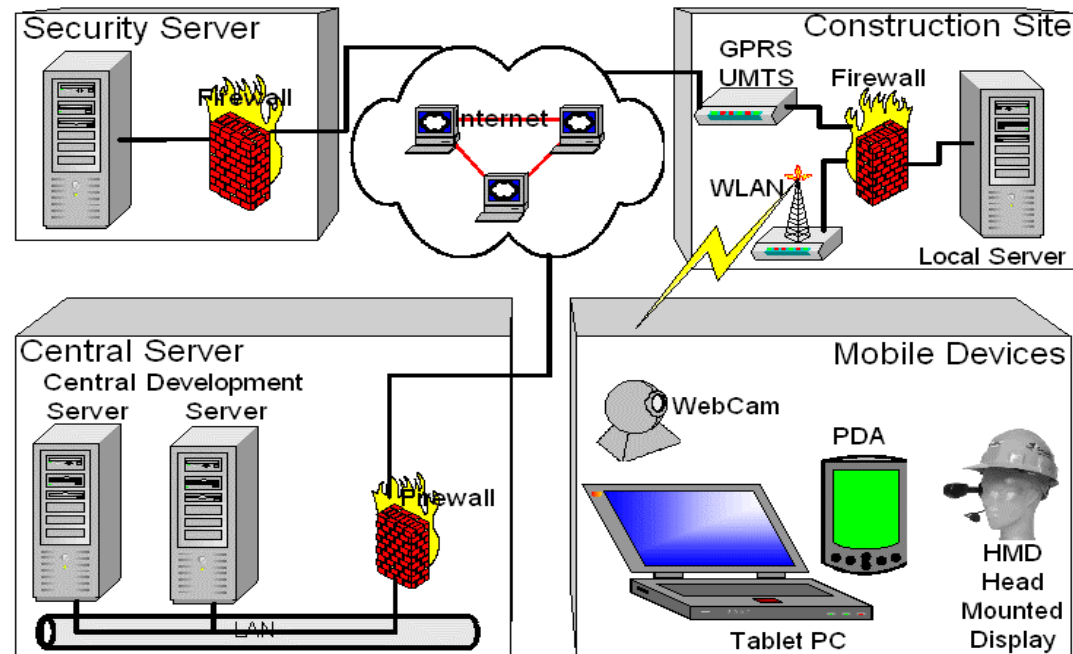 Security Server
Firewall
Internet
Construction Site
GPRS
UMTS
Firewall
WLAN
Local Server
Central Server
Central Development
Server Server
Firewall
LAN
Mobile Devices
WebCam
PDA
Tablet PC
HMD
Head
Mounted
Display